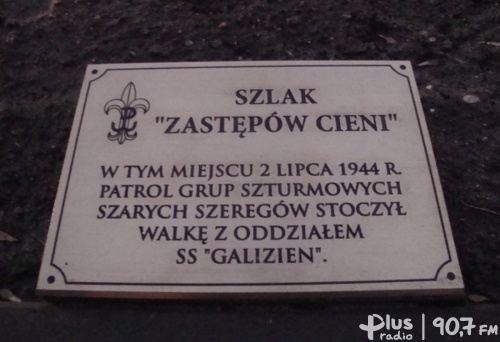 SZLAK
"ZASTĘPÓW CIENI"
W TYM MIEJSCU 2 LIPCA 1944 R.
PATROL GRUP SZTURMOWYCH
SZARYCH SZEREGÓW STOCZYŁ
WALKĘ Z ODDZIAŁEM
SS "GALIZIEN".
Plus radio 90,7 FM